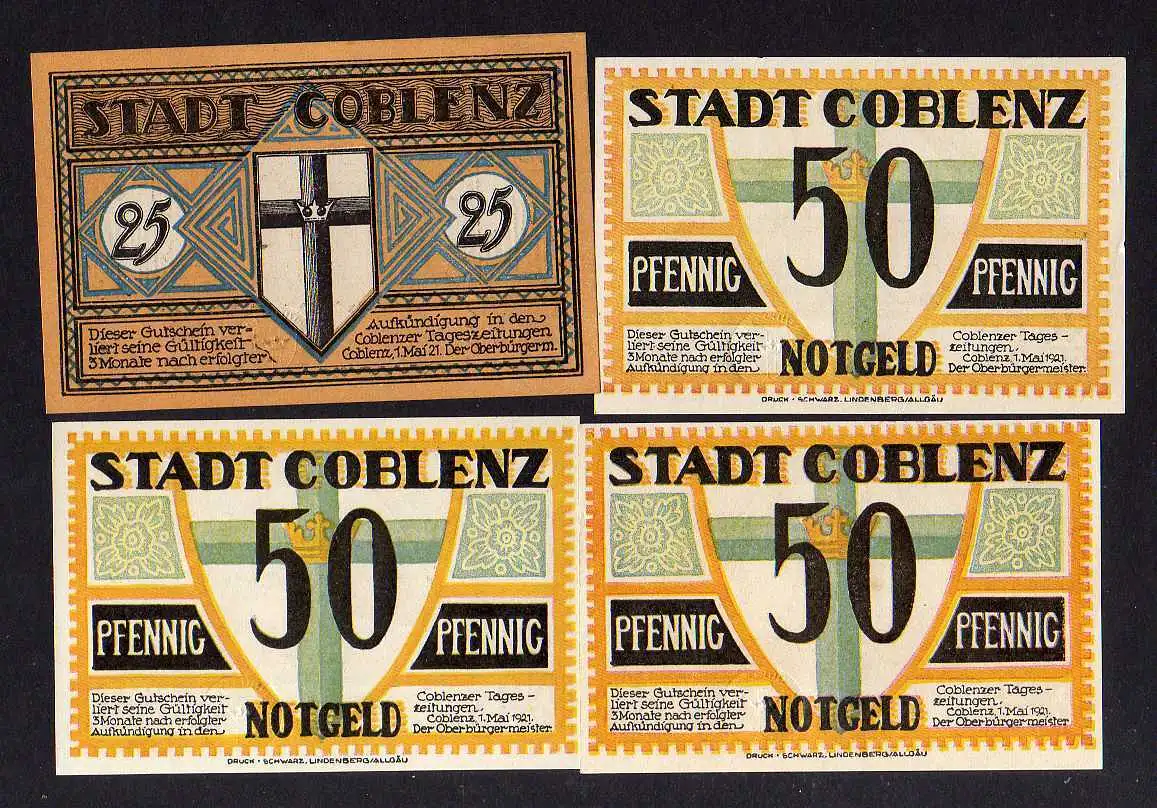 STADT COBLENZ
25
25
Dieser Gutschein ver-
liert seine Gültigkeit
3 Monate nach erfolgter
Aufkündigung in den
Coblenzer Tageszeitungen
Coblenz, 1. Mai 21. Der Oberbürgerm.
STADT COBLENZ
50
PFENNIG
PFENNIG
Dieser Gutschein ver-
liert seine Gültigkeit
3 Monate nach erfolgter
Aufkündigung in den
NOTGELD
Coblenzer Tages-
zeitungen.
Coblenz, 1. Mai 1921.
Der Oberbürgermeister
DRUCK • SCHWARZ, LINDENBERG/ALLGÄU
STADT COBLENZ
50
PFENNIG
PFENNIG
Dieser Gutschein ver-
liert seine Gültigkeit
3 Monate nach erfolgter
Aufkündigung in den
NOTGELD
Coblenzer Tages-
zeitungen.
Coblenz, 1. Mai 1921.
Der Oberbürgermeister
DRUCK • SCHWARZ, LINDENBERG/ALLGÄU
STADT COBLENZ
50
PFENNIG
PFENNIG
Dieser Gutschein ver-
liert seine Gültigkeit
3 Monate nach erfolgter
Aufkündigung in den
NOTGELD
Coblenzer Tages-
zeitungen.
Coblenz, 1. Mai 1921.
Der Oberbürgermeister
DRUCK • SCHWARZ, LINDENBERG/ALLGÄU